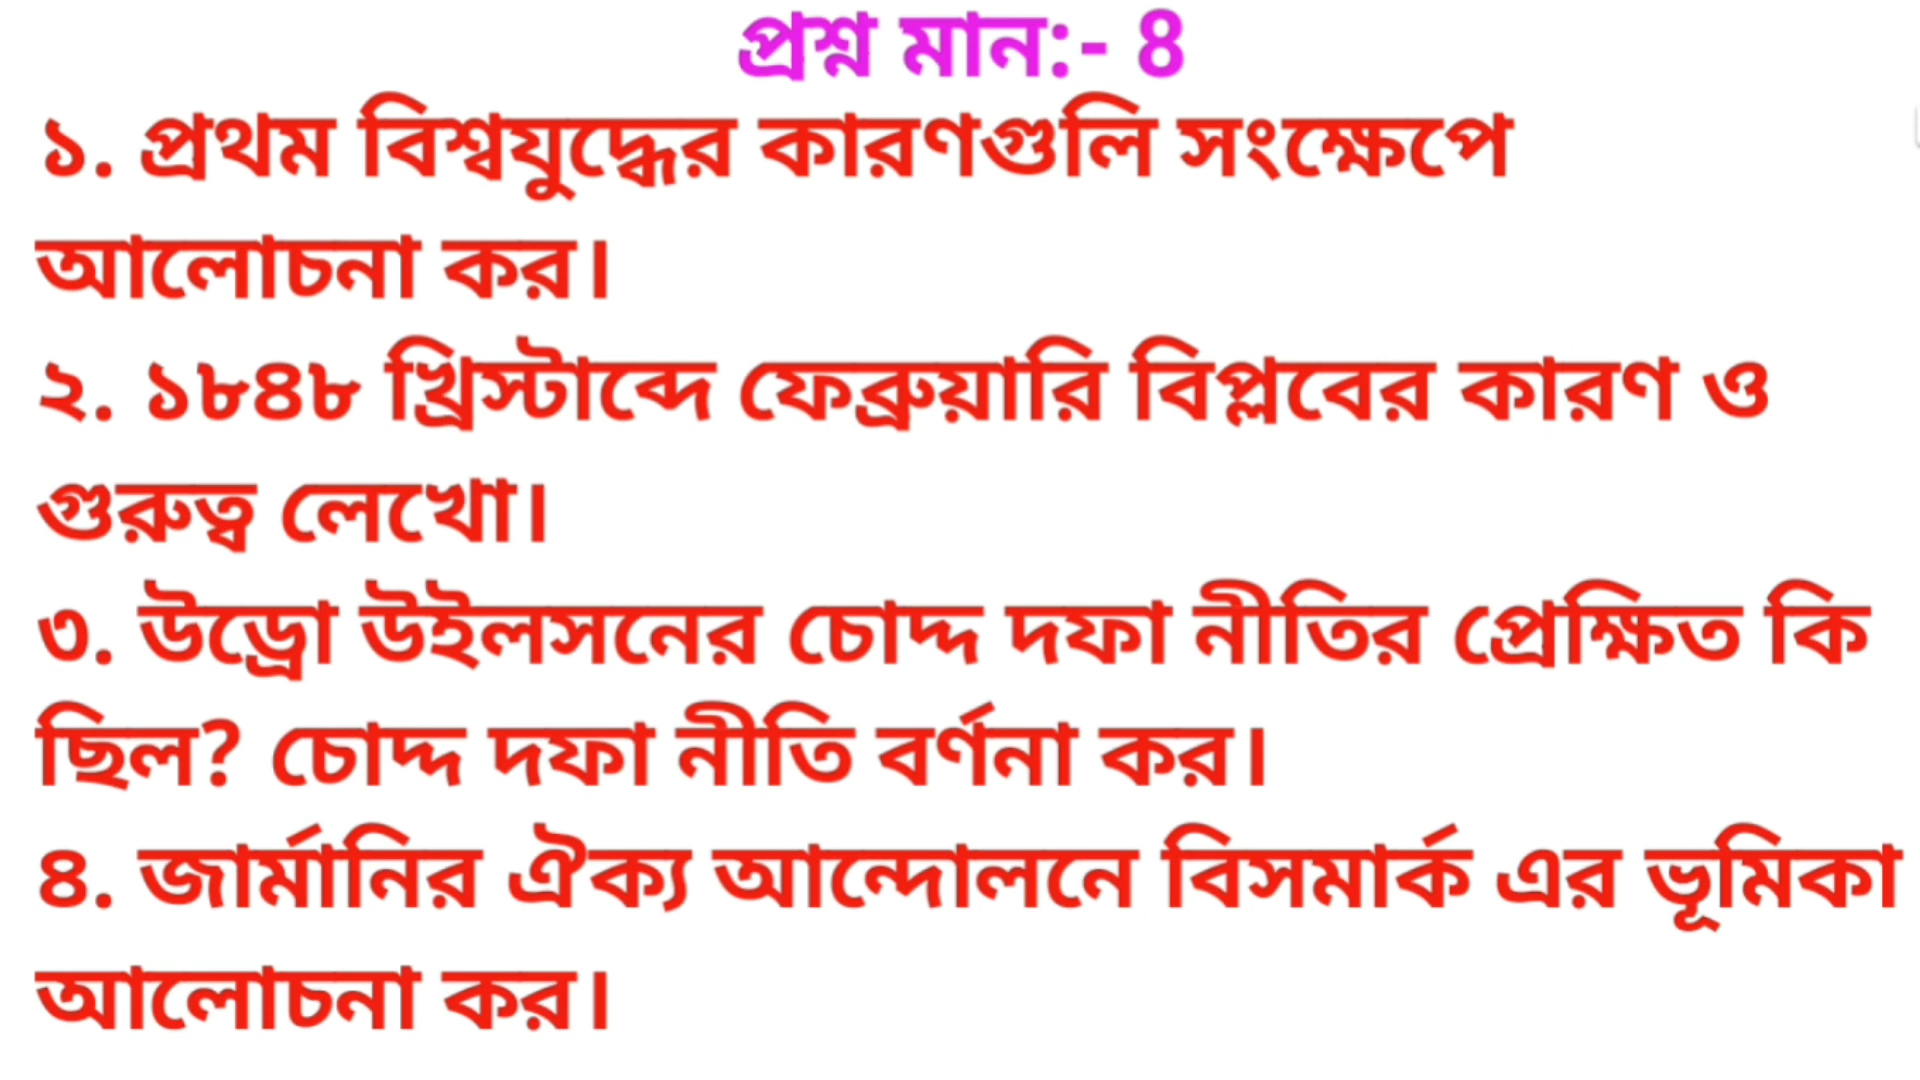 প্রশ্ন মান:- 8
১. প্রথম বিশ্বযুদ্ধের কারণগুলি সংক্ষেপে
আলোচনা কর।
২. ১৮৪৮ খ্রিস্টাব্দে ফেব্রুয়ারি বিপ্লবের কারণ ও
গুরুত্ব লেখো।
৩. উড্রো উইলসনের চোদ্দ দফা নীতির প্রেক্ষিত কি
ছিল? চোদ্দ দফা নীতি বর্ণনা কর।
৪. জার্মানির ঐক্য আন্দোলনে বিসমার্ক এর ভূমিকা
আলোচনা কর।